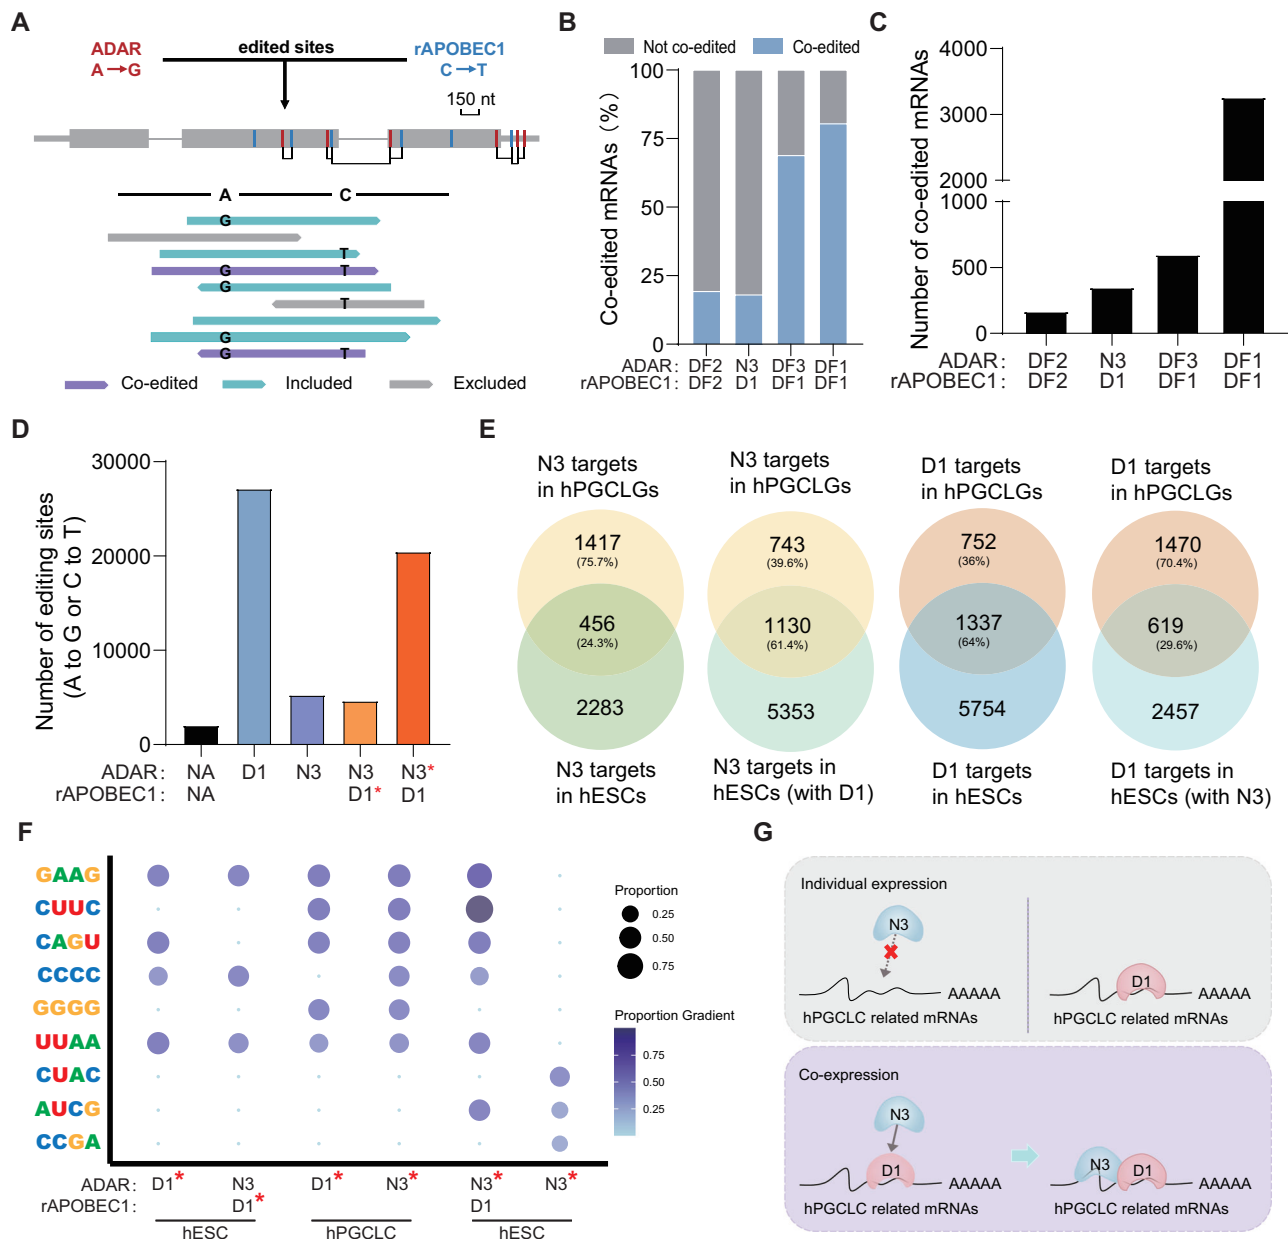 A
ADAR
A→G
edited sites
rAPOBEC1
C→T
150 nt
A C
G
T
G T
G
T
G
G T
Co-edited Included Excluded
B
Not co-edited Co-edited
Co-edited mRNAs (%)
100
75
50
25
0
ADAR: DF2 N3 DF3 DF1
rAPOBEC1: DF2 D1 DF1 DF1
C
Number of co-edited mRNAs
4000
3000
2000
1000
500
0
ADAR: DF2 N3 DF3 DF1
rAPOBEC1: DF2 D1 DF1 DF1
D
Number of editing sites
(A to G or C to T)
30000
20000
10000
0
ADAR: NA D1 N3 N3 N3*
rAPOBEC1: NA D1* D1
E
N3 targets
in hPGCLGs
1417
(75.7%)
456
(24.3%)
2283
N3 targets
in hESCs
N3 targets
in hPGCLGs
743
(39.6%)
1130
(61.4%)
5353
N3 targets in
hESCs (with D1)
D1 targets
in hPGCLGs
752
(36%)
1337
(64%)
5754
D1 targets
in hESCs
D1 targets
in hPGCLGs
1470
(70.4%)
619
(29.6%)
2457
D1 targets in
hESCs (with N3)
F
GAAG
CUUC
CAGU
CCCC
GGGG
UUAA
CUAC
AUCG
CCGA
ADAR: D1* N3 D1* N3* N3* N3*
rAPOBEC1: D1* D1
hESC hPGCLC hESC
Proportion
0.25
0.50
0.75
Proportion Gradient
0.75
0.50
0.25
G
Individual expression
N3
AAAAA
hPGCLC related mRNAs
D1
AAAAA
hPGCLC related mRNAs
Co-expression
N3
D1
AAAAA
hPGCLC related mRNAs
N3 D1
AAAAA
hPGCLC related mRNAs